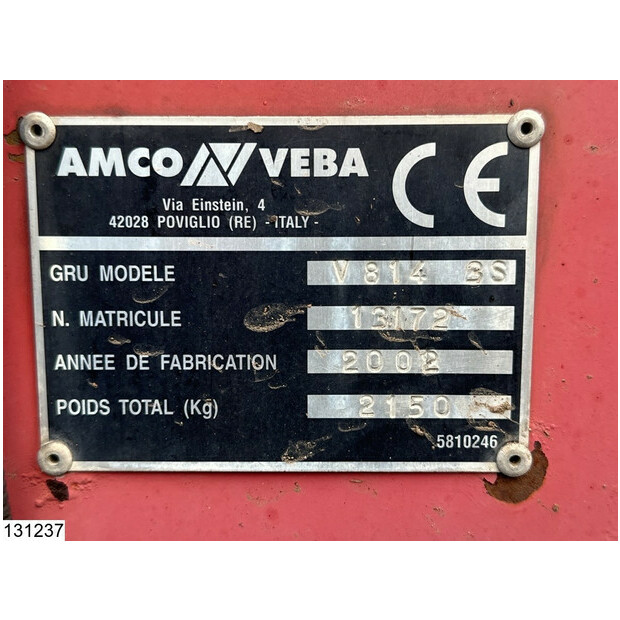 AMCO VEBA
CE
Via Einstein, 4
42028 POVIGLIO (RE) - ITALY -
GRU MODELE V 814 3S
N. MATRICULE 13172
ANNEE DE FABRICATION 2002
POIDS TOTAL (Kg) 2150
5810246
131237